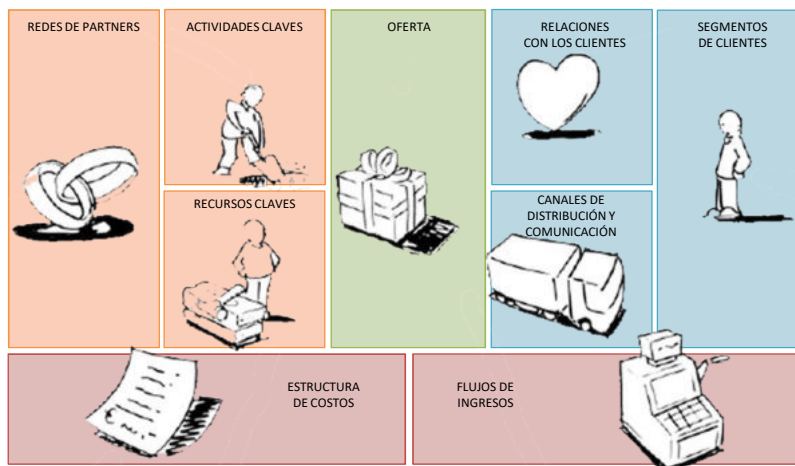 REDES DE PARTNERS
ACTIVIDADES CLAVES
OFERTA
RELACIONES
CON LOS CLIENTES
SEGMENTOS
DE CLIENTES
RECURSOS CLAVES
CANALES DE
DISTRIBUCIÓN Y
COMUNICACIÓN
ESTRUCTURA
DE COSTOS
FLUJOS DE
INGRESOS